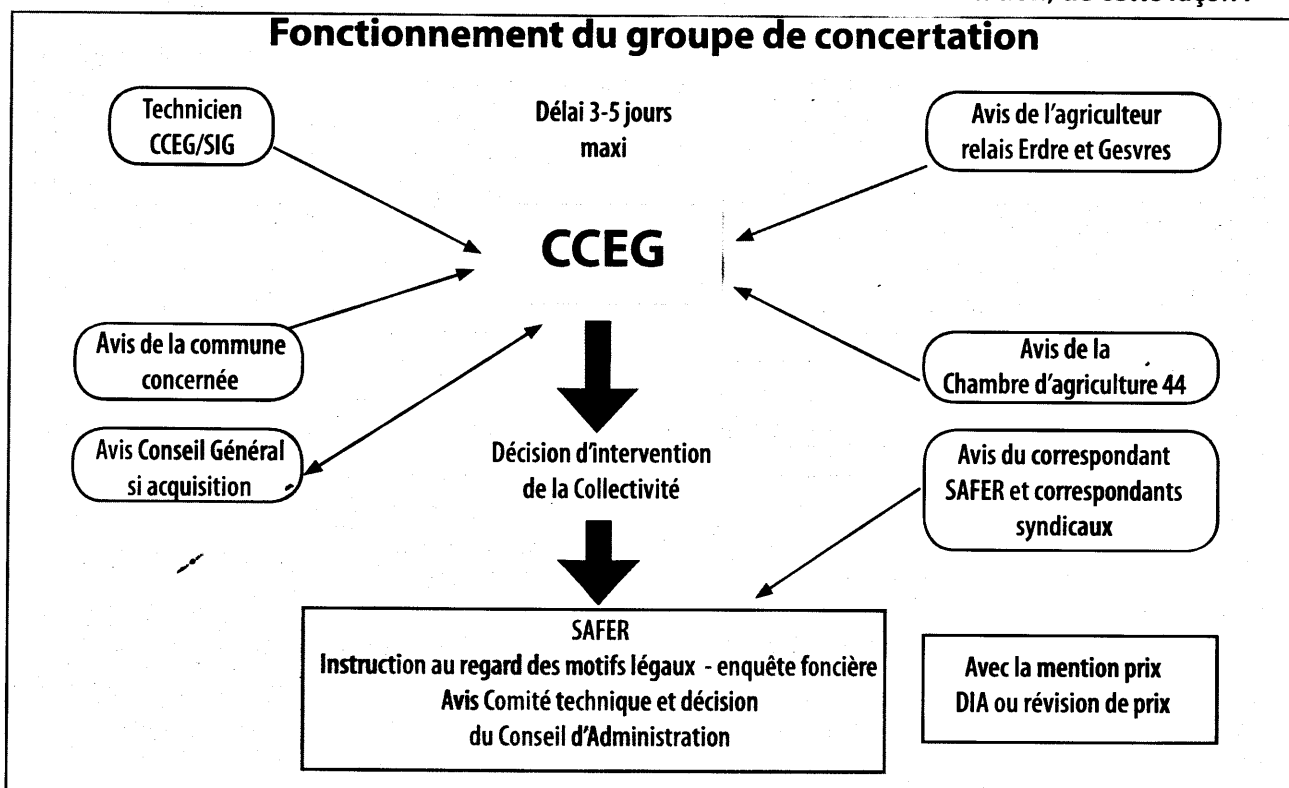 Fonctionnement du groupe de concertation
Technicien
CCEG/SIG
Délai 3-5 jours
maxi
Avis de l'agriculteur
relais Erdre et Gesvres
CCEG
Avis de la commune
concernée
Avis de la
Chambre d'agriculture 44
Avis Conseil Général
si acquisition
Décision d'intervention
de la Collectivité
Avis du correspondant
SAFER et correspondants
syndicaux
SAFER
Instruction au regard des motifs légaux - enquête foncière
Avis Comité technique et décision
du Conseil d'Administration
Avec la mention prix
DIA ou révision de prix